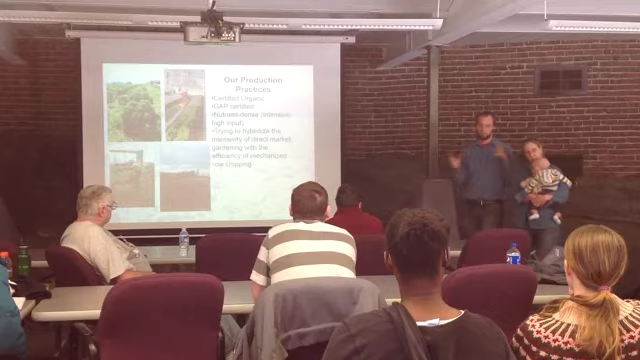 Our Production
Practices
•Certified Organic
•GAP certified
•Nutrient dense (intensive
high input)
•Trying to hybridize the
intensity of direct market
gardening with the
efficiency of mechanized
row cropping